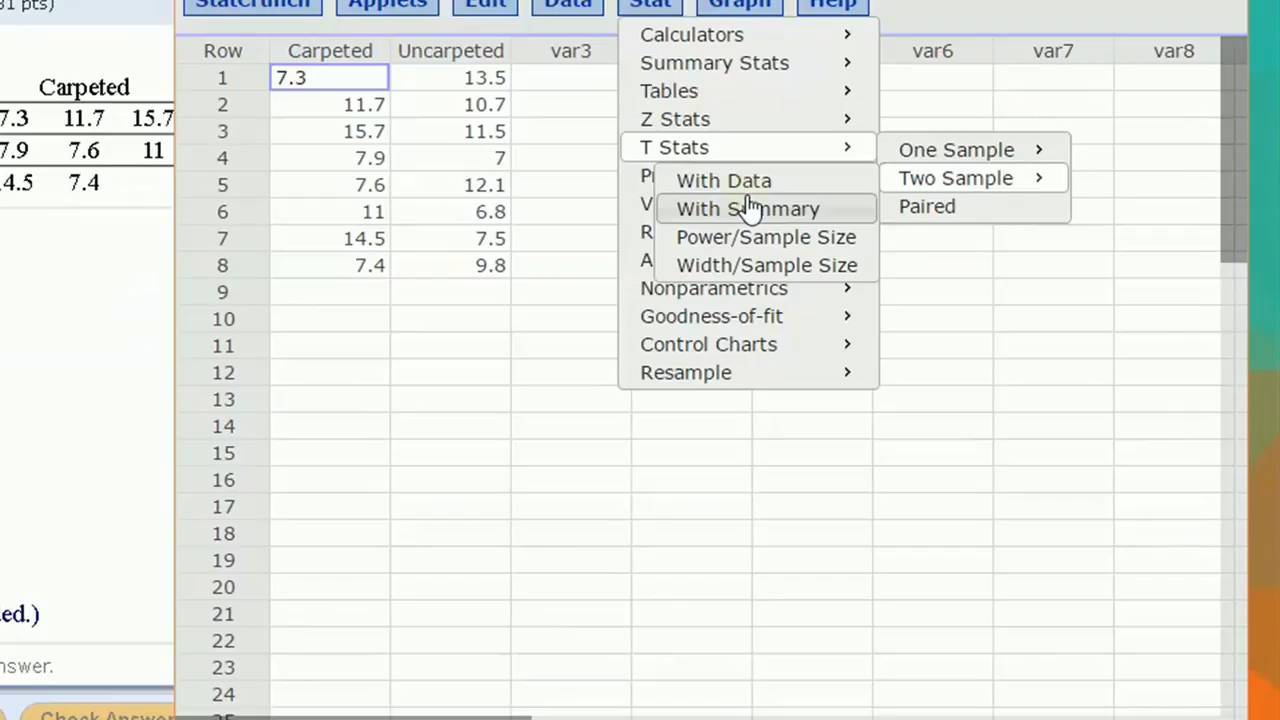 31 pts)
StatCrunch Applets Edit Data Stat Graph Help
Carpeted
7.3 11.7 15.7
7.9 7.6 11
14.5 7.4
ed.)
nswer.
Check Answer
Row Carpeted Uncarpeted var3 var6 var7 var8
1 7.3 13.5
2 11.7 10.7
3 15.7 11.5
4 7.9 7
5 7.6 12.1
6 11 6.8
7 14.5 7.5
8 7.4 9.8
9
10
11
12
13
14
15
16
17
18
19
20
21
22
23
24
Calculators
Summary Stats
Tables
Z Stats
T Stats
P
V
R
A
Nonparametrics
Goodness-of-fit
Control Charts
Resample
One Sample
Two Sample
Paired
With Data
With Summary
Power/Sample Size
Width/Sample Size